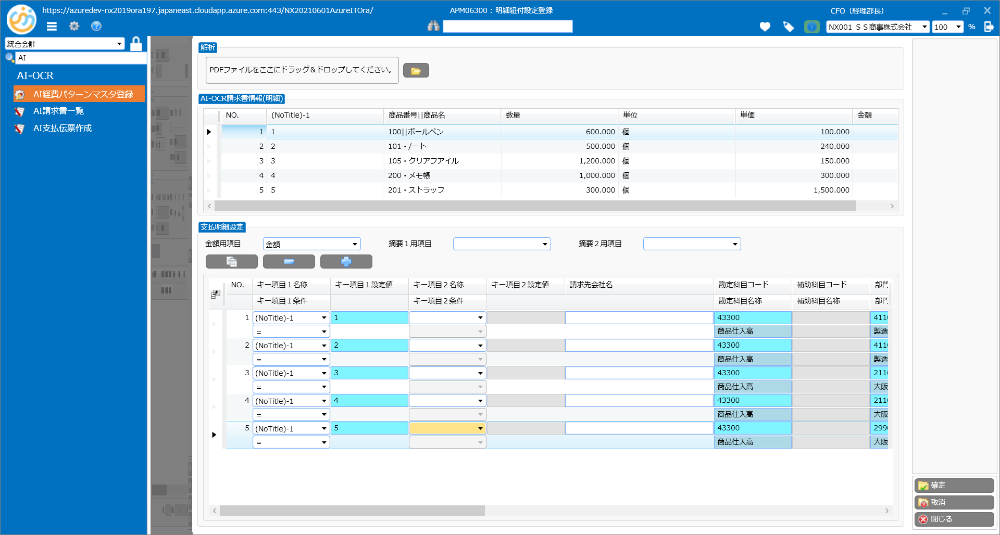 https://azuredev-nx2019ora197.japaneast.cloudapp.azure.com:443/NX20210601AzureITOra/
APM06300：明細紐付設定登録
CFO（経理部長）
NX001 ＳＳ商事株式会社
100
%
統合会計
AI
AI-OCR
AI経費パターンマスタ登録
AI請求書一覧
AI支払伝票作成
解析
PDFファイルをここにドラッグ＆ドロップしてください。
AI-OCR請求書情報(明細)
NO. (NoTitle)-1 商品番号||商品名 数量 単位 単価 金額
1 1 100||ボールペン 600.000 個 100.000
2 2 101・/ート 500.000 個 240.000
3 3 105・クリアフアイル 1,200.000 個 150.000
4 4 200・メモ帳 1,000.000 個 300.000
5 5 201・ストラッフ 300.000 個 1,500.000
支払明細設定
金額用項目 金額 摘要１用項目 摘要２用項目
NO. キー項目１名称 キー項目１設定値 キー項目２名称 キー項目２設定値 請求先会社名 勘定科目コード 補助科目コード 部門
キー項目１条件 キー項目２条件 勘定科目名称 補助科目名称 部門
1 (NoTitle)-1 1 43300 411
= 商品仕入高 製造
2 (NoTitle)-1 2 43300 411
= 商品仕入高 製造
3 (NoTitle)-1 3 43300 211
= 商品仕入高 大阪
4 (NoTitle)-1 4 43300 211
= 商品仕入高 大阪
5 (NoTitle)-1 5 43300 299
= 商品仕入高 大阪
確定
取消
閉じる